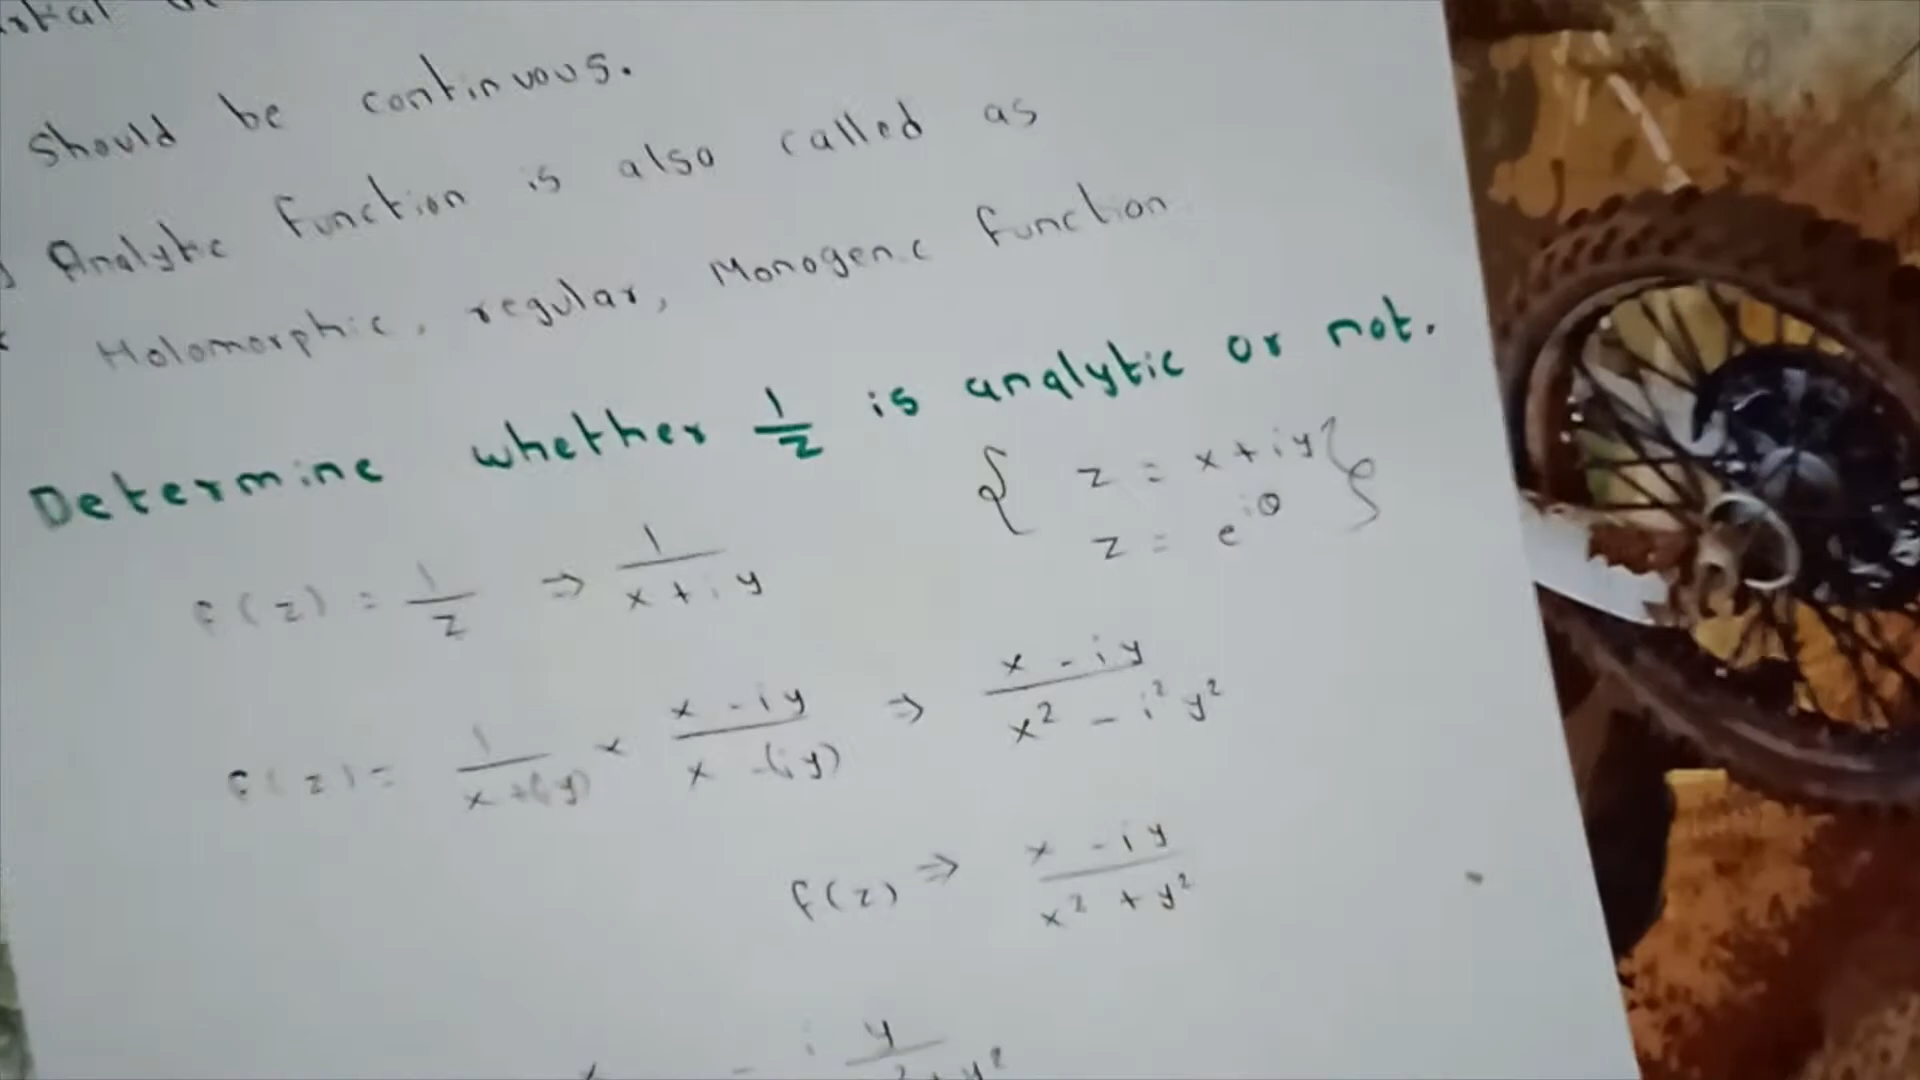 should be continuous.
Analytic function is also called as
Holomorphic, regular, Monogenic function
Determine whether 1/z is analytic or not.
{ z = x + iy
z = e^iθ }
f(z) = 1/z ⇒ 1/(x + iy)
f(z) = 1/(x+(iy)) × (x - iy)/(x -(iy)) ⇒ (x - iy)/(x² - i²y²)
f(z) ⇒ (x - iy)/(x² + y²)
- i y